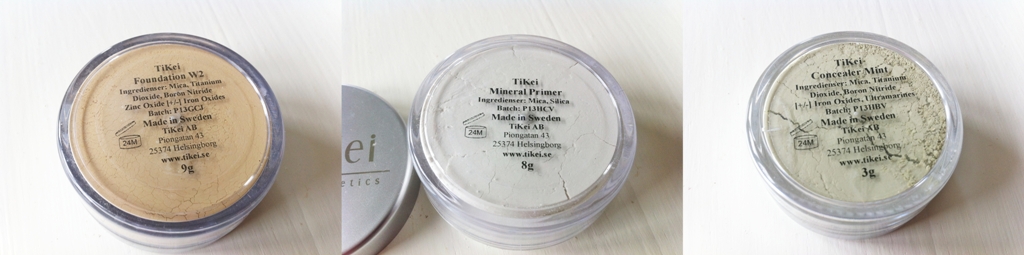 TiKei
Foundation W2
Ingredienser: Mica, Titanium
Dioxide, Boron Nitride
Zinc Oxide [+/-] Iron Oxides
Batch: P13GCJ
Made in Sweden
24M
TiKei AB
Piongatan 43
25374 Helsingborg
www.tikei.se
9g
ei
etics
TiKei
Mineral Primer
Ingredienser: Mica, Silica
Batch: P13HCV
Made in Sweden
24M
TiKei AB
Piongatan 43
25374 Helsingborg
www.tikei.se
8g
TiKei
Concealer Mint
Ingredienser: Mica, Titanium
Dioxide, Boron Nitride
[+/-] Iron Oxides, Ultramarines
Batch: P13HBV
Made in Sweden
24M
TiKei AB
Piongatan 43
25374 Helsingborg
www.tikei.se
3g